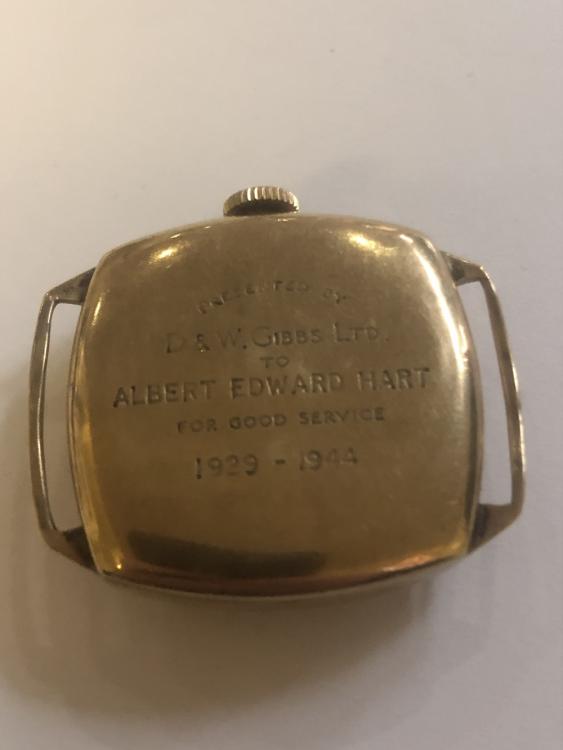 PRESENTED BY
D & W. GIBBS LTD.
TO
ALBERT EDWARD HART
FOR GOOD SERVICE
1929 - 1944